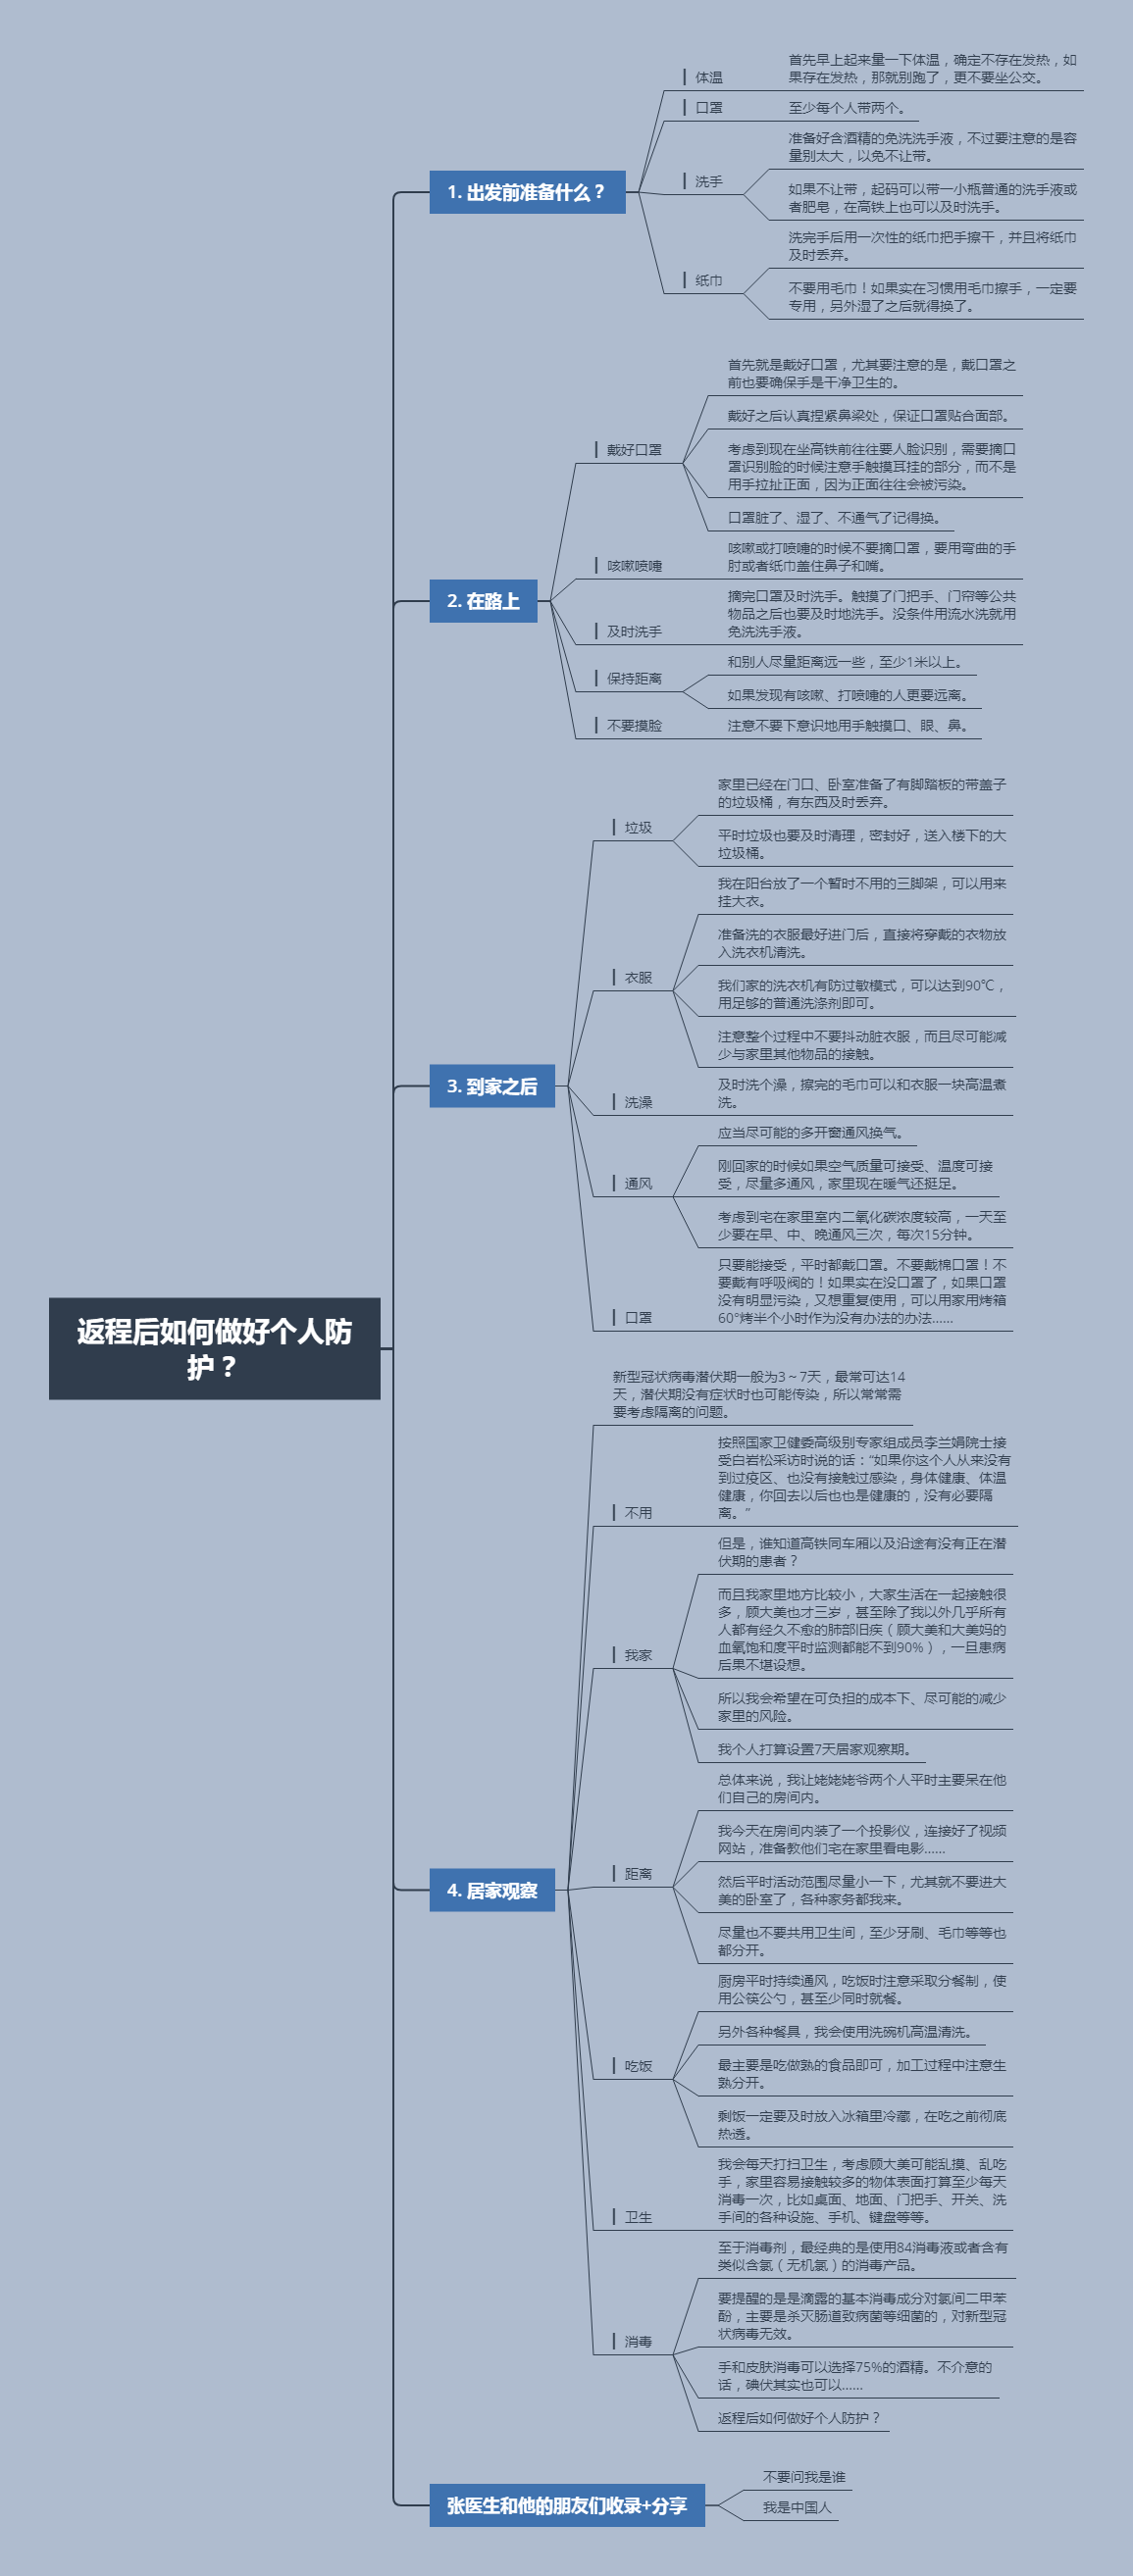 返程后如何做好个人防
护？
1. 出发前准备什么？
体温
首先早上起来量一下体温，确定不存在发热，如
果存在发热，那就别跑了，更不要坐公交。
口罩
至少每个人带两个。
洗手
准备好含酒精的免洗洗手液，不过要注意的是容
量别太大，以免不让带。
如果不让带，起码可以带一小瓶普通的洗手液或
者肥皂，在高铁上也可以及时洗手。
纸巾
洗完手后用一次性的纸巾把手擦干，并且将纸巾
及时丢弃。
不要用毛巾！如果实在习惯用毛巾擦手，一定要
专用，另外湿了之后就得换了。
2. 在路上
戴好口罩
首先就是戴好口罩，尤其要注意的是，戴口罩之
前也要确保手是干净卫生的。
戴好之后认真捏紧鼻梁处，保证口罩贴合面部。
考虑到现在坐高铁前往往要人脸识别，需要摘口
罩识别脸的时候注意手触摸耳挂的部分，而不是
用手拉扯正面，因为正面往往会被污染。
口罩脏了、湿了、不通气了记得换。
咳嗽喷嚏
咳嗽或打喷嚏的时候不要摘口罩，要用弯曲的手
肘或者纸巾盖住鼻子和嘴。
及时洗手
摘完口罩及时洗手。触摸了门把手、门帘等公共
物品之后也要及时地洗手。没条件用流水洗就用
免洗洗手液。
保持距离
和别人尽量距离远一些，至少1米以上。
如果发现有咳嗽、打喷嚏的人更要远离。
不要摸脸
注意不要下意识地用手触摸口、眼、鼻。
3. 到家之后
垃圾
家里已经在门口、卧室准备了有脚踏板的带盖子
的垃圾桶，有东西及时丢弃。
平时垃圾也要及时清理，密封好，送入楼下的大
垃圾桶。
衣服
我在阳台放了一个暂时不用的三脚架，可以用来
挂大衣。
准备洗的衣服最好进门后，直接将穿戴的衣物放
入洗衣机清洗。
我们家的洗衣机有防过敏模式，可以达到90℃，
用足够的普通洗涤剂即可。
注意整个过程中不要抖动脏衣服，而且尽可能减
少与家里其他物品的接触。
洗澡
及时洗个澡，擦完的毛巾可以和衣服一块高温煮
洗。
通风
应当尽可能的多开窗通风换气。
刚回家的时候如果空气质量可接受、温度可接
受，尽量多通风，家里现在暖气还挺足。
考虑到宅在家里室内二氧化碳浓度较高，一天至
少要在早、中、晚通风三次，每次15分钟。
口罩
只要能接受，平时都戴口罩。不要戴棉口罩！不
要戴有呼吸阀的！如果实在没口罩了，如果口罩
没有明显污染，又想重复使用，可以用家用烤箱
60°烤半个小时作为没有办法的办法……
4. 居家观察
新型冠状病毒潜伏期一般为3～7天，最常可达14
天，潜伏期没有症状时也可能传染，所以常常需
要考虑隔离的问题。
不用
按照国家卫健委高级别专家组成员李兰娟院士接
受白岩松采访时说的话：“如果你这个人从来没有
到过疫区、也没有接触过感染，身体健康、体温
健康，你回去以后也也是健康的，没有必要隔
离。”
我家
但是，谁知道高铁同车厢以及沿途有没有正在潜
伏期的患者？
而且我家里地方比较小，大家生活在一起接触很
多，顾大美也才三岁，甚至除了我以外几乎所有
人都有经久不愈的肺部旧疾（顾大美和大美妈的
血氧饱和度平时监测都能不到90%），一旦患病
后果不堪设想。
所以我会希望在可负担的成本下、尽可能的减少
家里的风险。
我个人打算设置7天居家观察期。
距离
总体来说，我让姥姥姥爷两个人平时主要呆在他
们自己的房间内。
我今天在房间内装了一个投影仪，连接好了视频
网站，准备教他们宅在家里看电影……
然后平时活动范围尽量小一下，尤其就不要进大
美的卧室了，各种家务都我来。
尽量也不要共用卫生间，至少牙刷、毛巾等等也
都分开。
吃饭
厨房平时持续通风，吃饭时注意采取分餐制，使
用公筷公勺，甚至少同时就餐。
另外各种餐具，我会使用洗碗机高温清洗。
最主要是吃做熟的食品即可，加工过程中注意生
熟分开。
剩饭一定要及时放入冰箱里冷藏，在吃之前彻底
热透。
卫生
我会每天打扫卫生，考虑顾大美可能乱摸、乱吃
手，家里容易接触较多的物体表面打算至少每天
消毒一次，比如桌面、地面、门把手、开关、洗
手间的各种设施、手机、键盘等等。
消毒
至于消毒剂，最经典的是使用84消毒液或者含有
类似含氯（无机氯）的消毒产品。
要提醒的是是滴露的基本消毒成分对氯间二甲苯
酚，主要是杀灭肠道致病菌等细菌的，对新型冠
状病毒无效。
手和皮肤消毒可以选择75%的酒精。不介意的
话，碘伏其实也可以……
返程后如何做好个人防护？
张医生和他的朋友们收录+分享
不要问我是谁
我是中国人